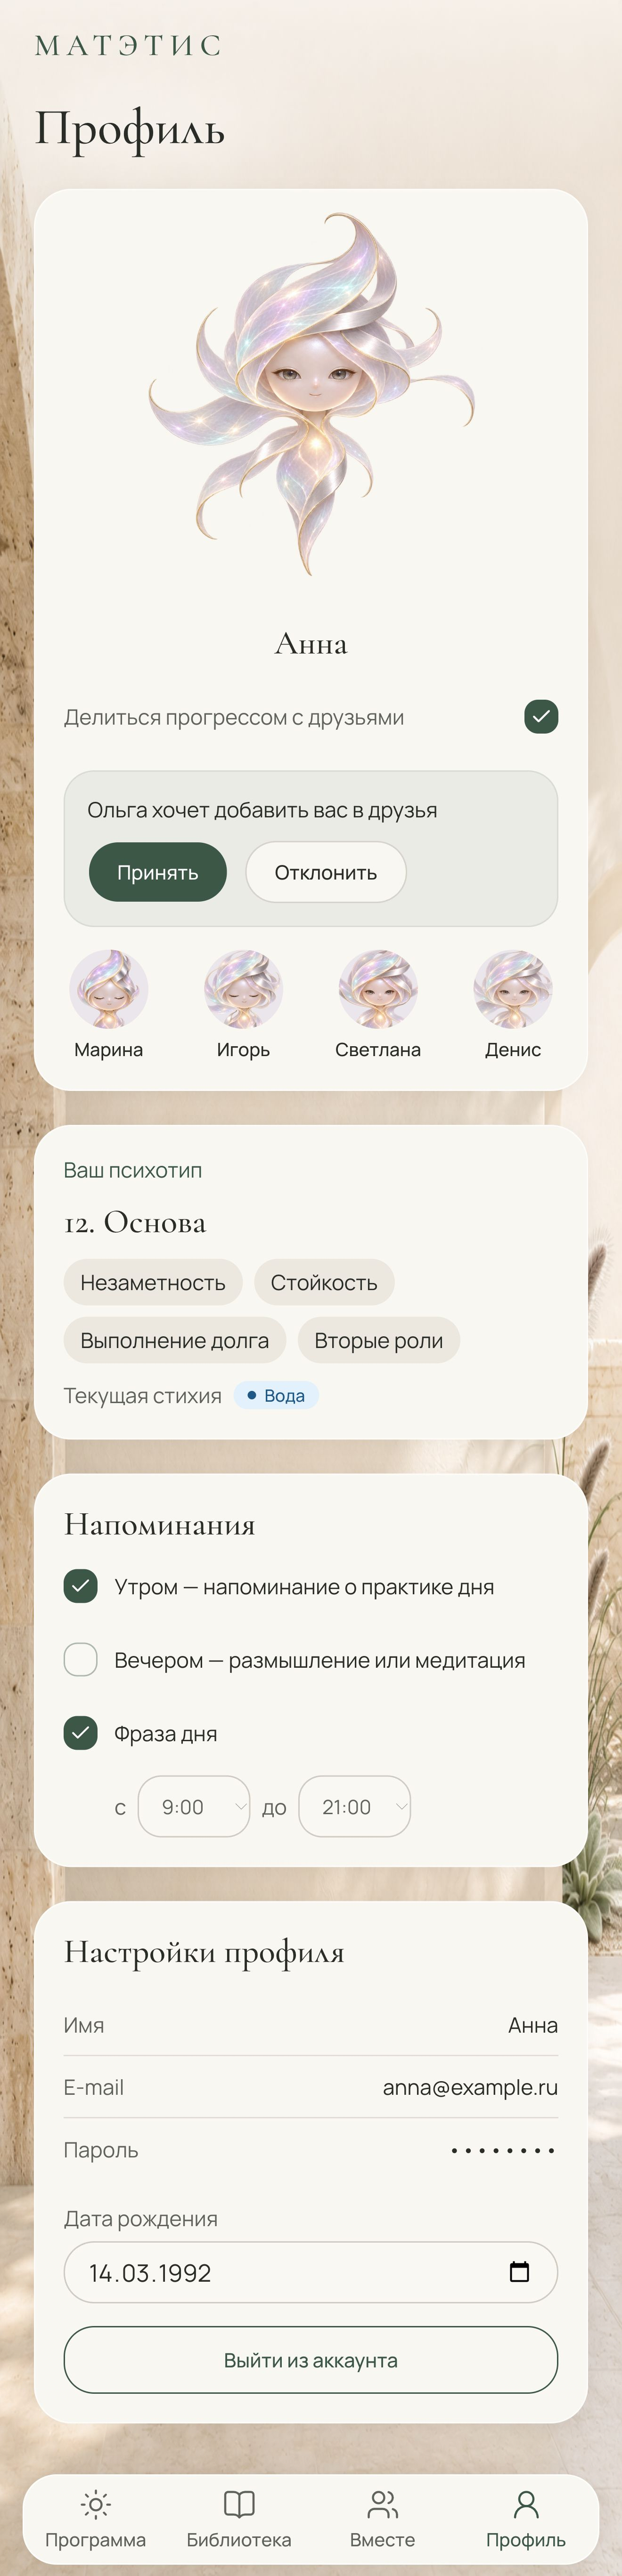 МАТЭТИС
Профиль
Анна
Делиться прогрессом с друзьями
Ольга хочет добавить вас в друзья
Принять Отклонить
Марина Игорь Светлана Денис
Ваш психотип
12. Основа
Незаметность Стойкость
Выполнение долга Вторые роли
Текущая стихия Вода
Напоминания
Утром — напоминание о практике дня
Вечером — размышление или медитация
Фраза дня
с 9:00 до 21:00
Настройки профиля
Имя Анна
E-mail anna@example.ru
Пароль ••••••••
Дата рождения
14.03.1992
Выйти из аккаунта
Программа Библиотека Вместе Профиль